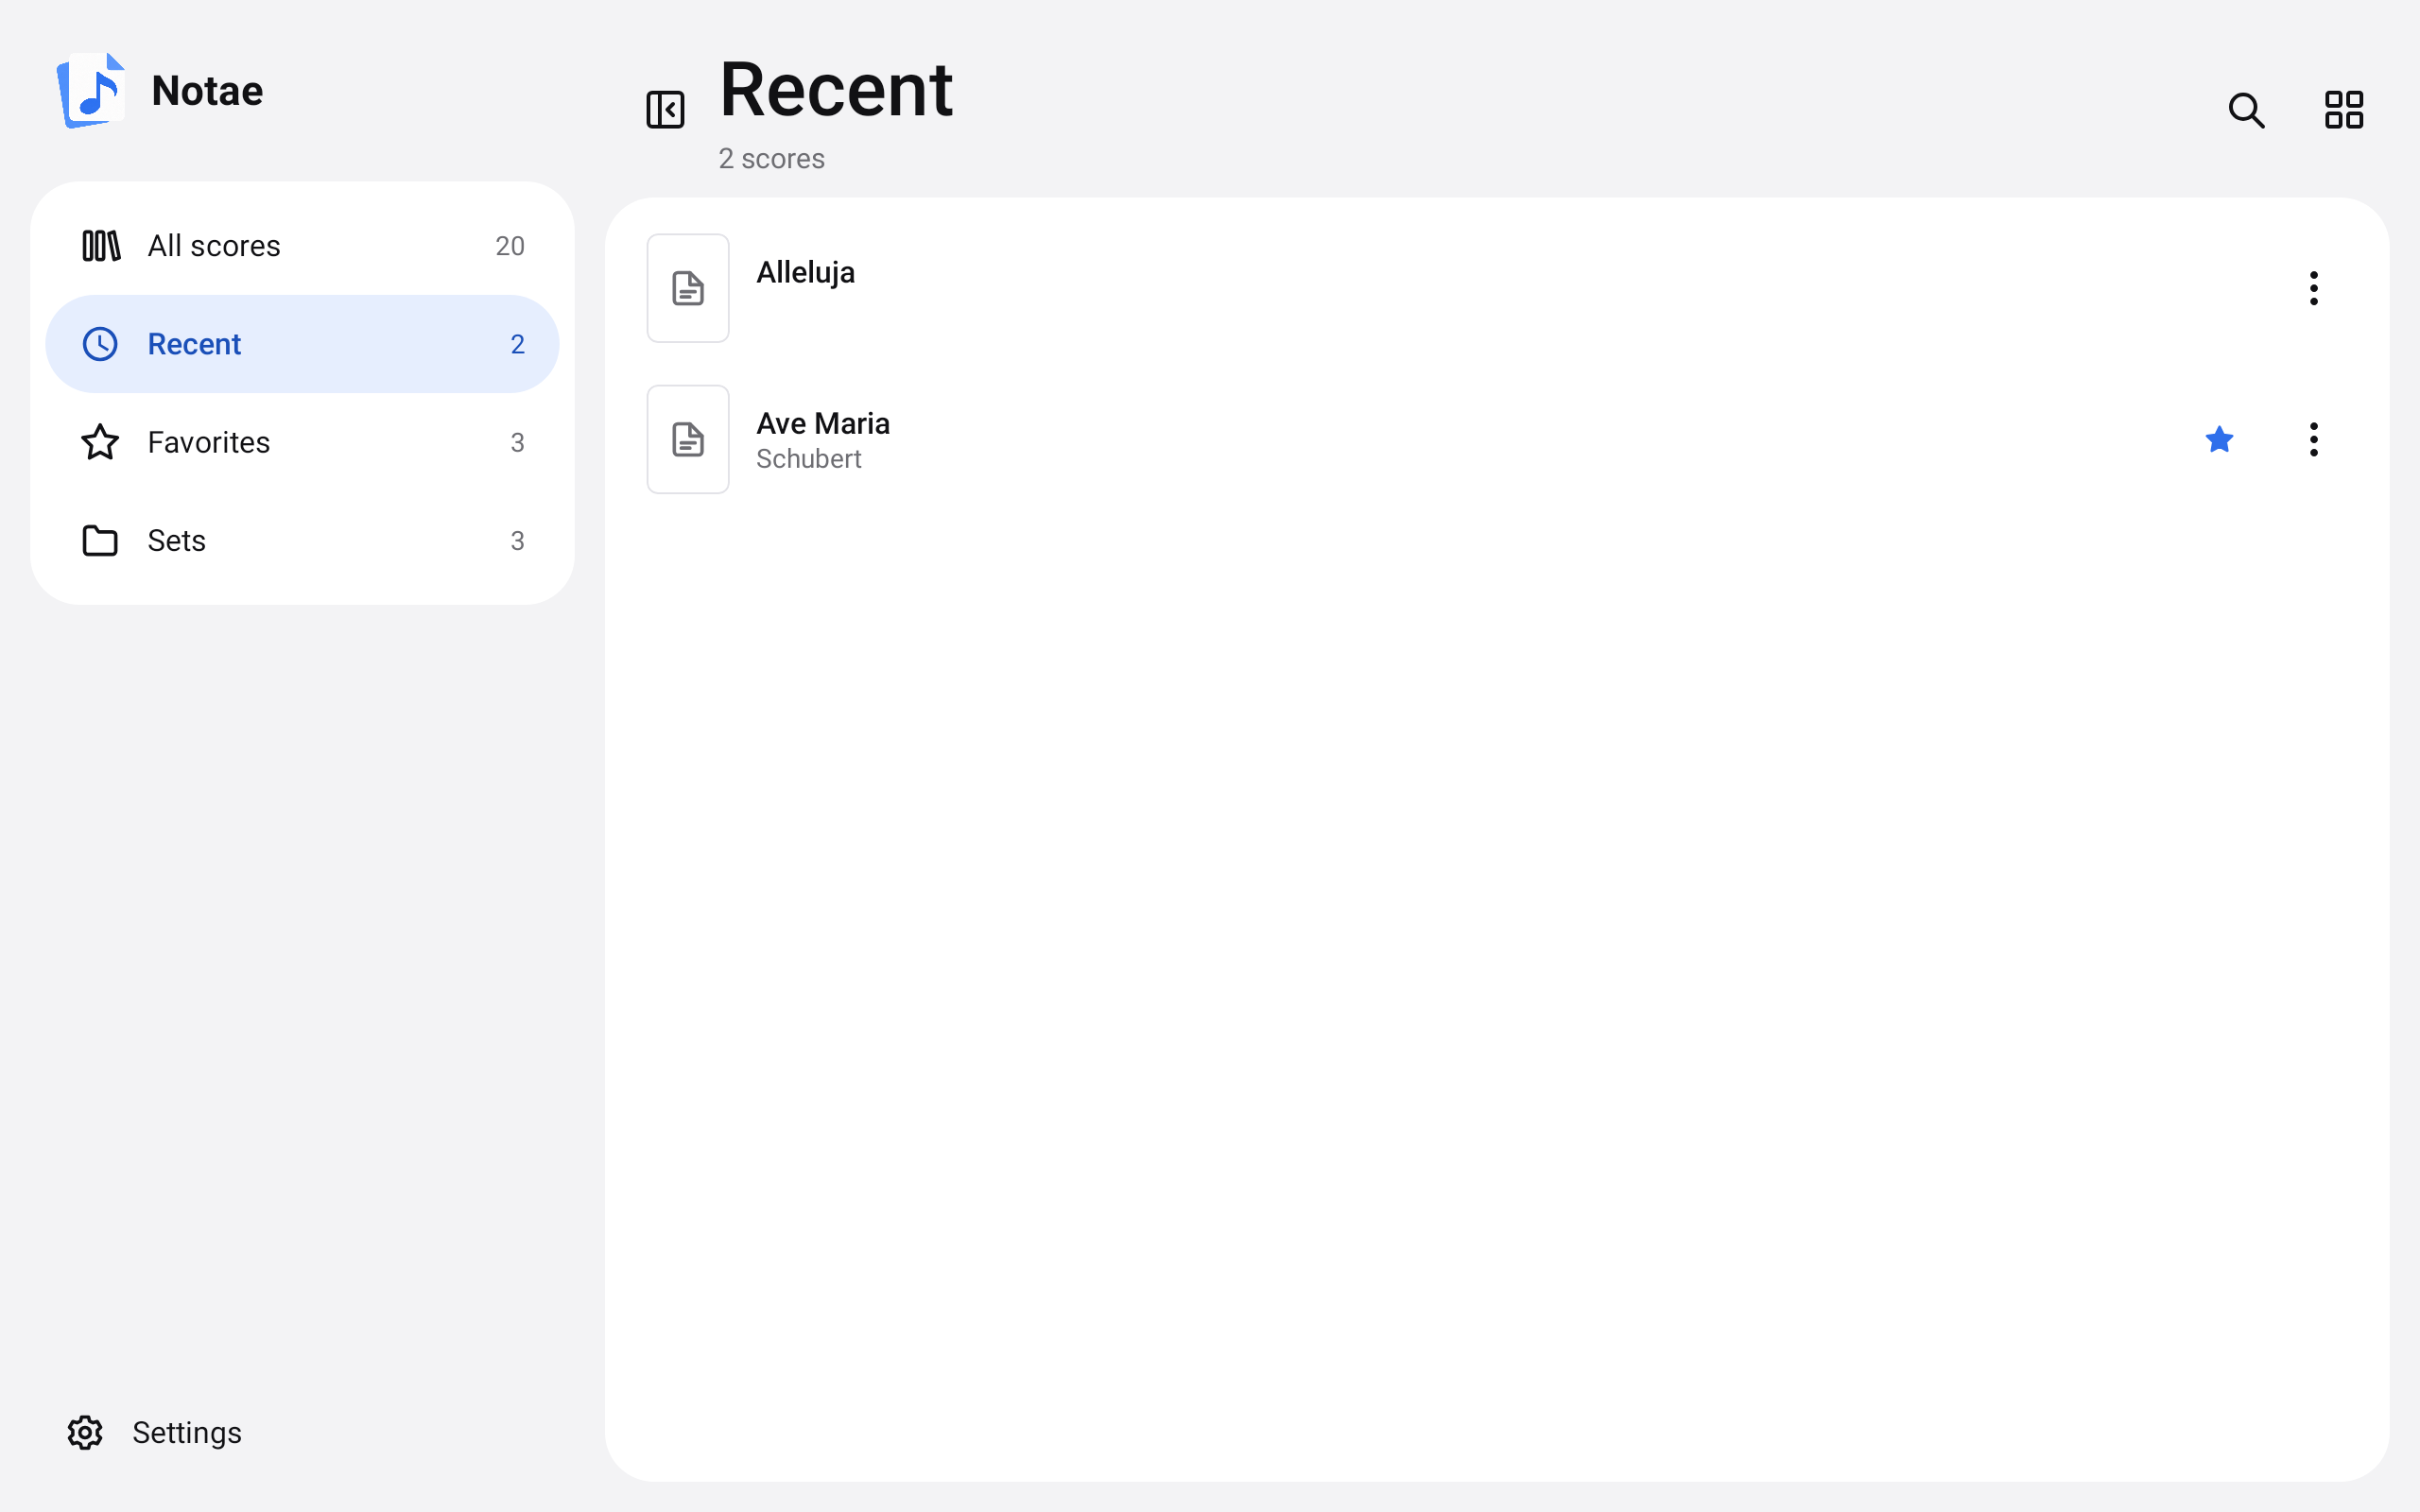 Notae
All scores 20
Recent 2
Favorites 3
Sets 3
Settings
Recent
2 scores
Alleluja
Ave Maria
Schubert